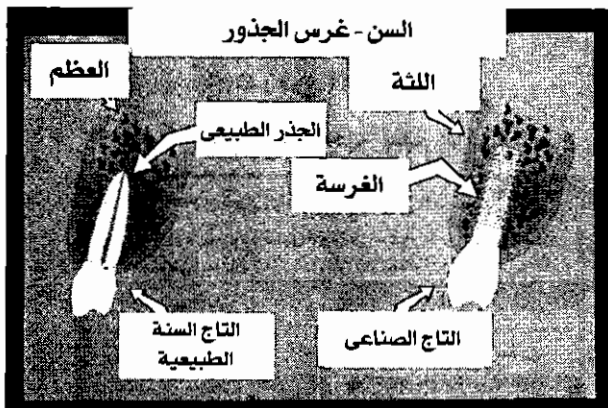 السن - غرس الجذور
العظم
اللثة
الجذر الطبيعى
الغرسة
التاج السنة
الطبيعية
التاج الصناعى